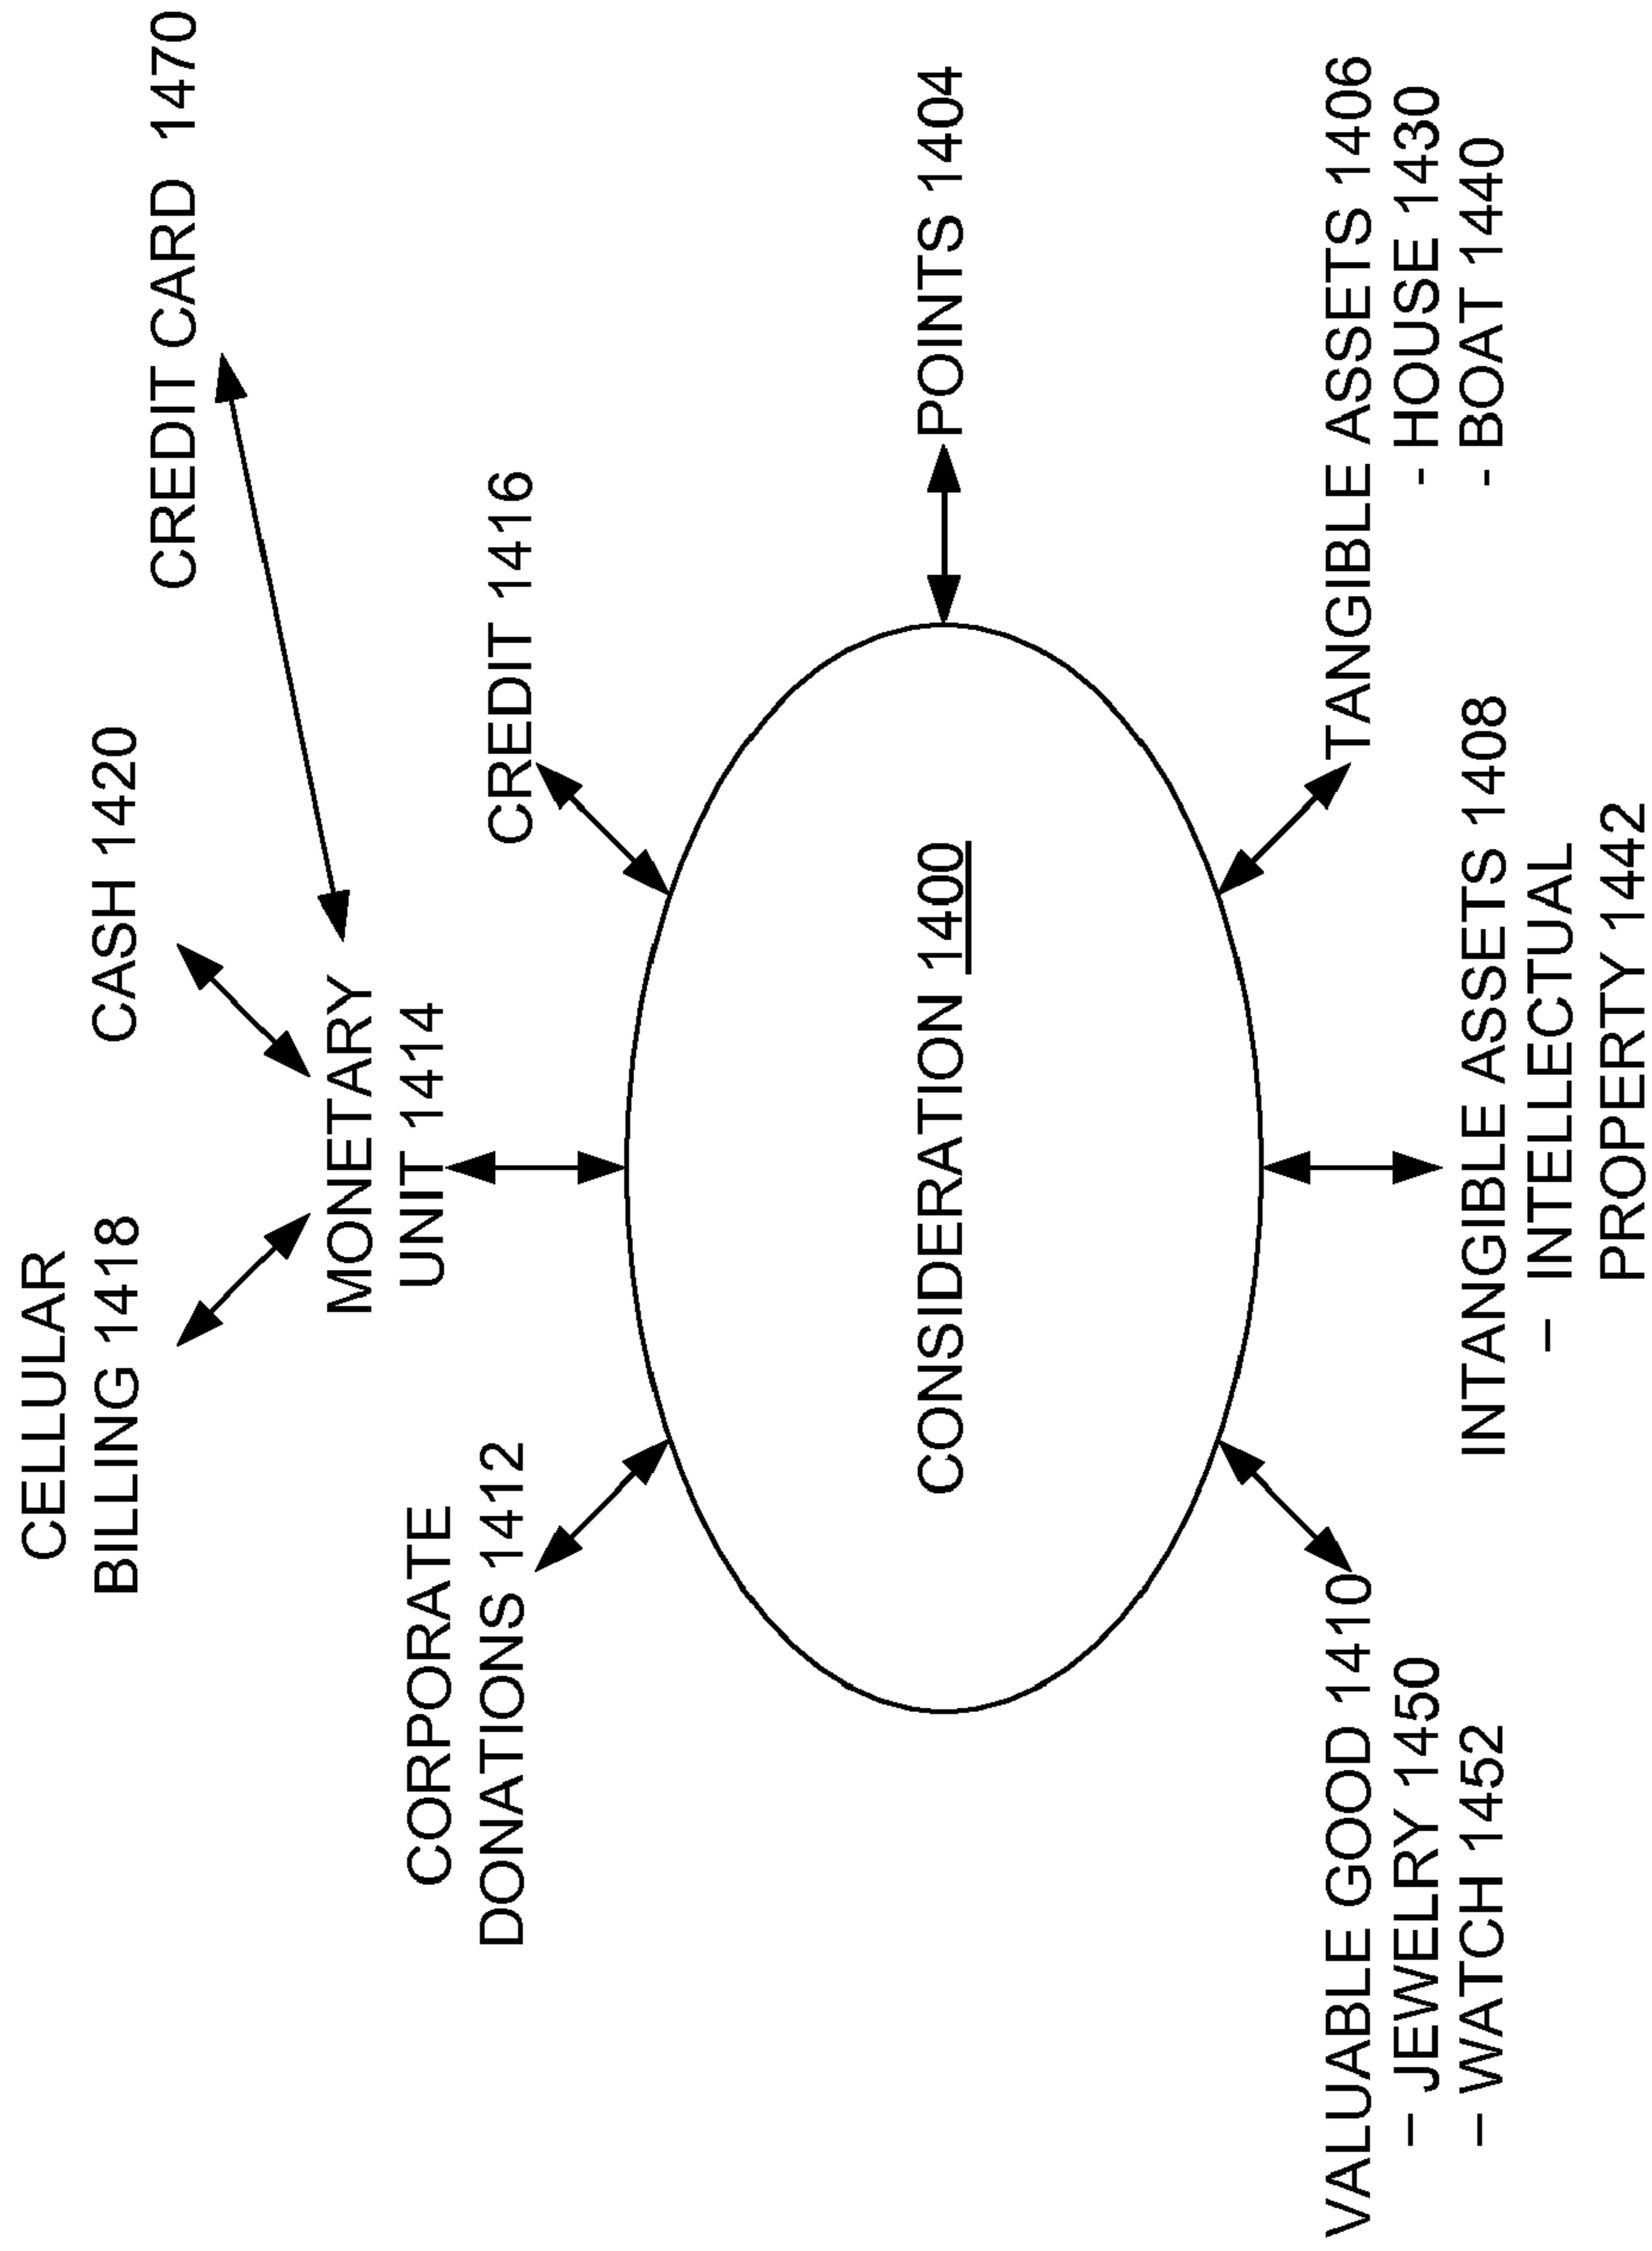 CELLULAR
BILLING 1418
CASH 1420
CREDIT CARD 1470
MONETARY
UNIT 1414
CORPORATE
DONATIONS 1412
CREDIT 1416
CONSIDERATION 1400
POINTS 1404
VALUABLE GOOD 1410
– JEWELRY 1450
– WATCH 1452
INTANGIBLE ASSETS 1408
– INTELLECTUAL
PROPERTY 1442
TANGIBLE ASSETS 1406
- HOUSE 1430
- BOAT 1440